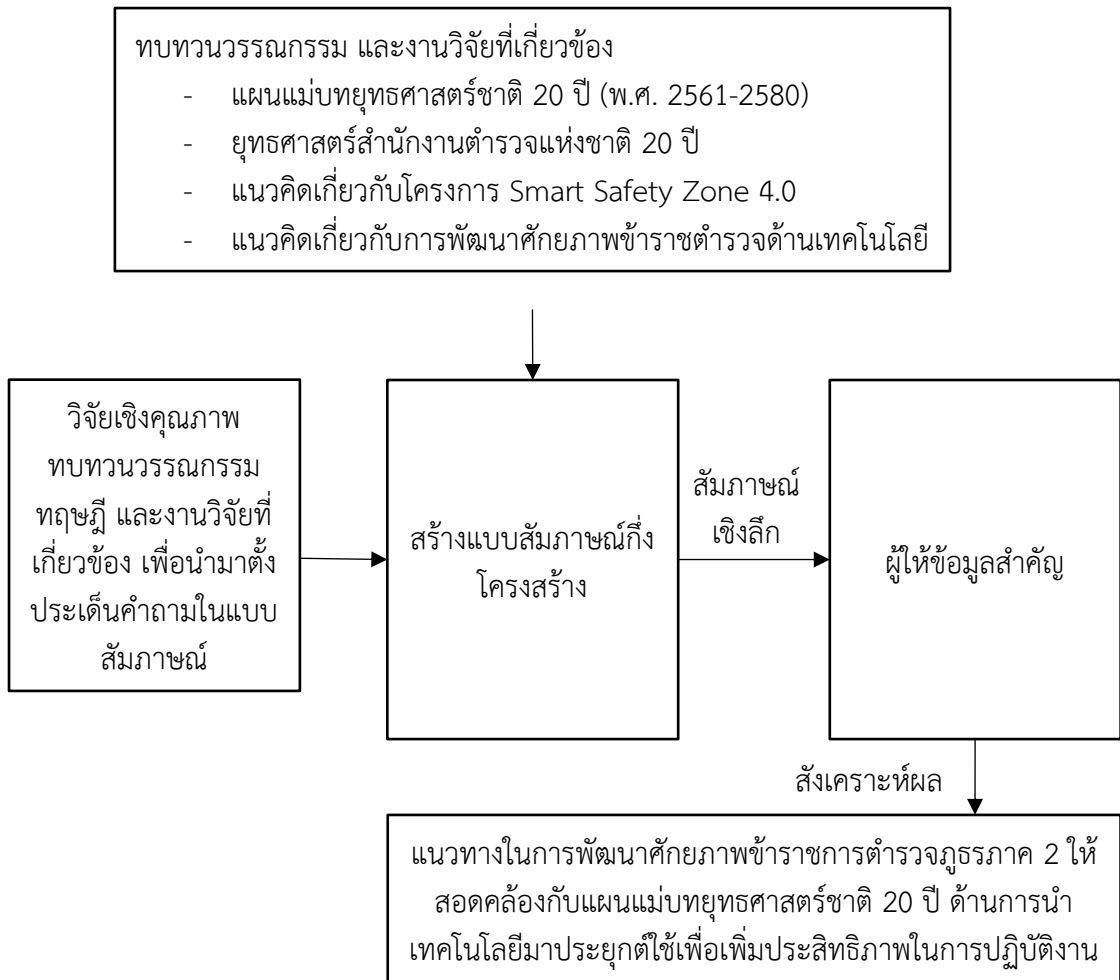 ทบทวนวรรณกรรม และงานวิจัยที่เกี่ยวข้อง
- แผนแม่บทยุทธศาสตร์ชาติ 20 ปี (พ.ศ. 2561-2580)
- ยุทธศาสตร์สำนักงานตำรวจแห่งชาติ 20 ปี
- แนวคิดเกี่ยวกับโครงการ Smart Safety Zone 4.0
- แนวคิดเกี่ยวกับการพัฒนาศักยภาพข้าราชตำรวจด้านเทคโนโลยี
วิจัยเชิงคุณภาพ
ทบทวนวรรณกรรม
ทฤษฎี และงานวิจัยที่
เกี่ยวข้อง เพื่อนำมาตั้ง
ประเด็นคำถามในแบบ
สัมภาษณ์
สร้างแบบสัมภาษณ์กึ่ง
โครงสร้าง
สัมภาษณ์
เชิงลึก
ผู้ให้ข้อมูลสำคัญ
สังเคราะห์ผล
แนวทางในการพัฒนาศักยภาพข้าราชการตำรวจภูธรภาค 2 ให้
สอดคล้องกับแผนแม่บทยุทธศาสตร์ชาติ 20 ปี ด้านการนำ
เทคโนโลยีมาประยุกต์ใช้เพื่อเพิ่มประสิทธิภาพในการปฏิบัติงาน